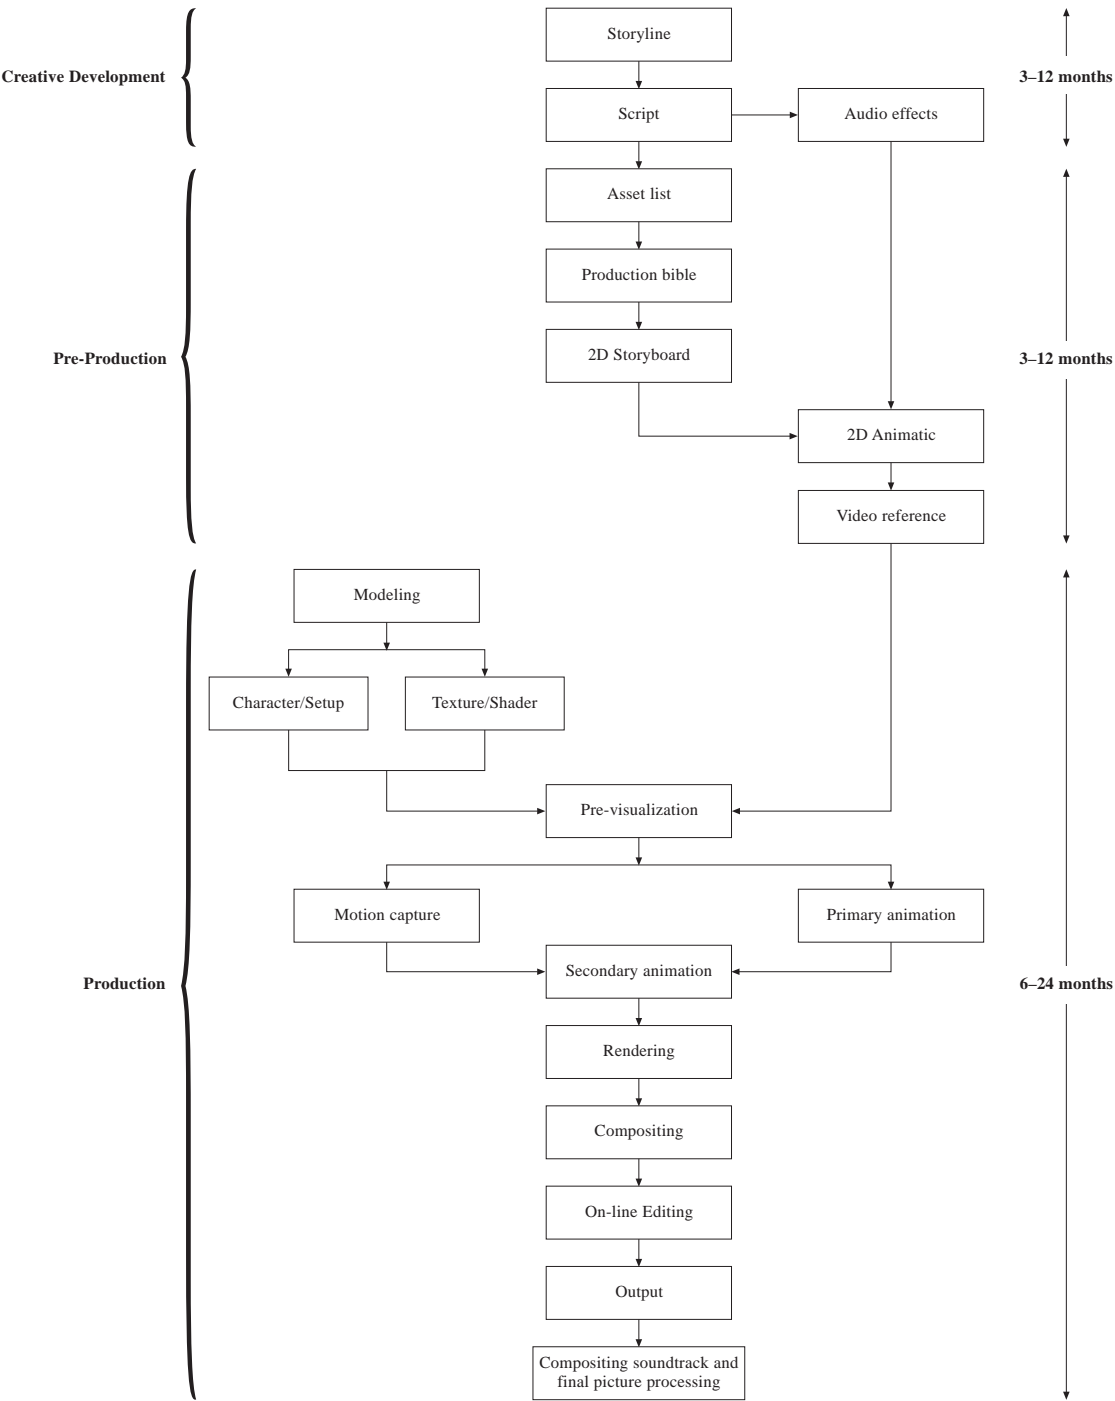 Storyline
Creative Development
3–12 months
Script
Audio effects
Asset list
Production bible
Pre-Production
2D Storyboard
3–12 months
2D Animatic
Video reference
Modeling
Character/Setup
Texture/Shader
Pre-visualization
Motion capture
Primary animation
Secondary animation
Production
6–24 months
Rendering
Compositing
On-line Editing
Output
Compositing soundtrack and
final picture processing